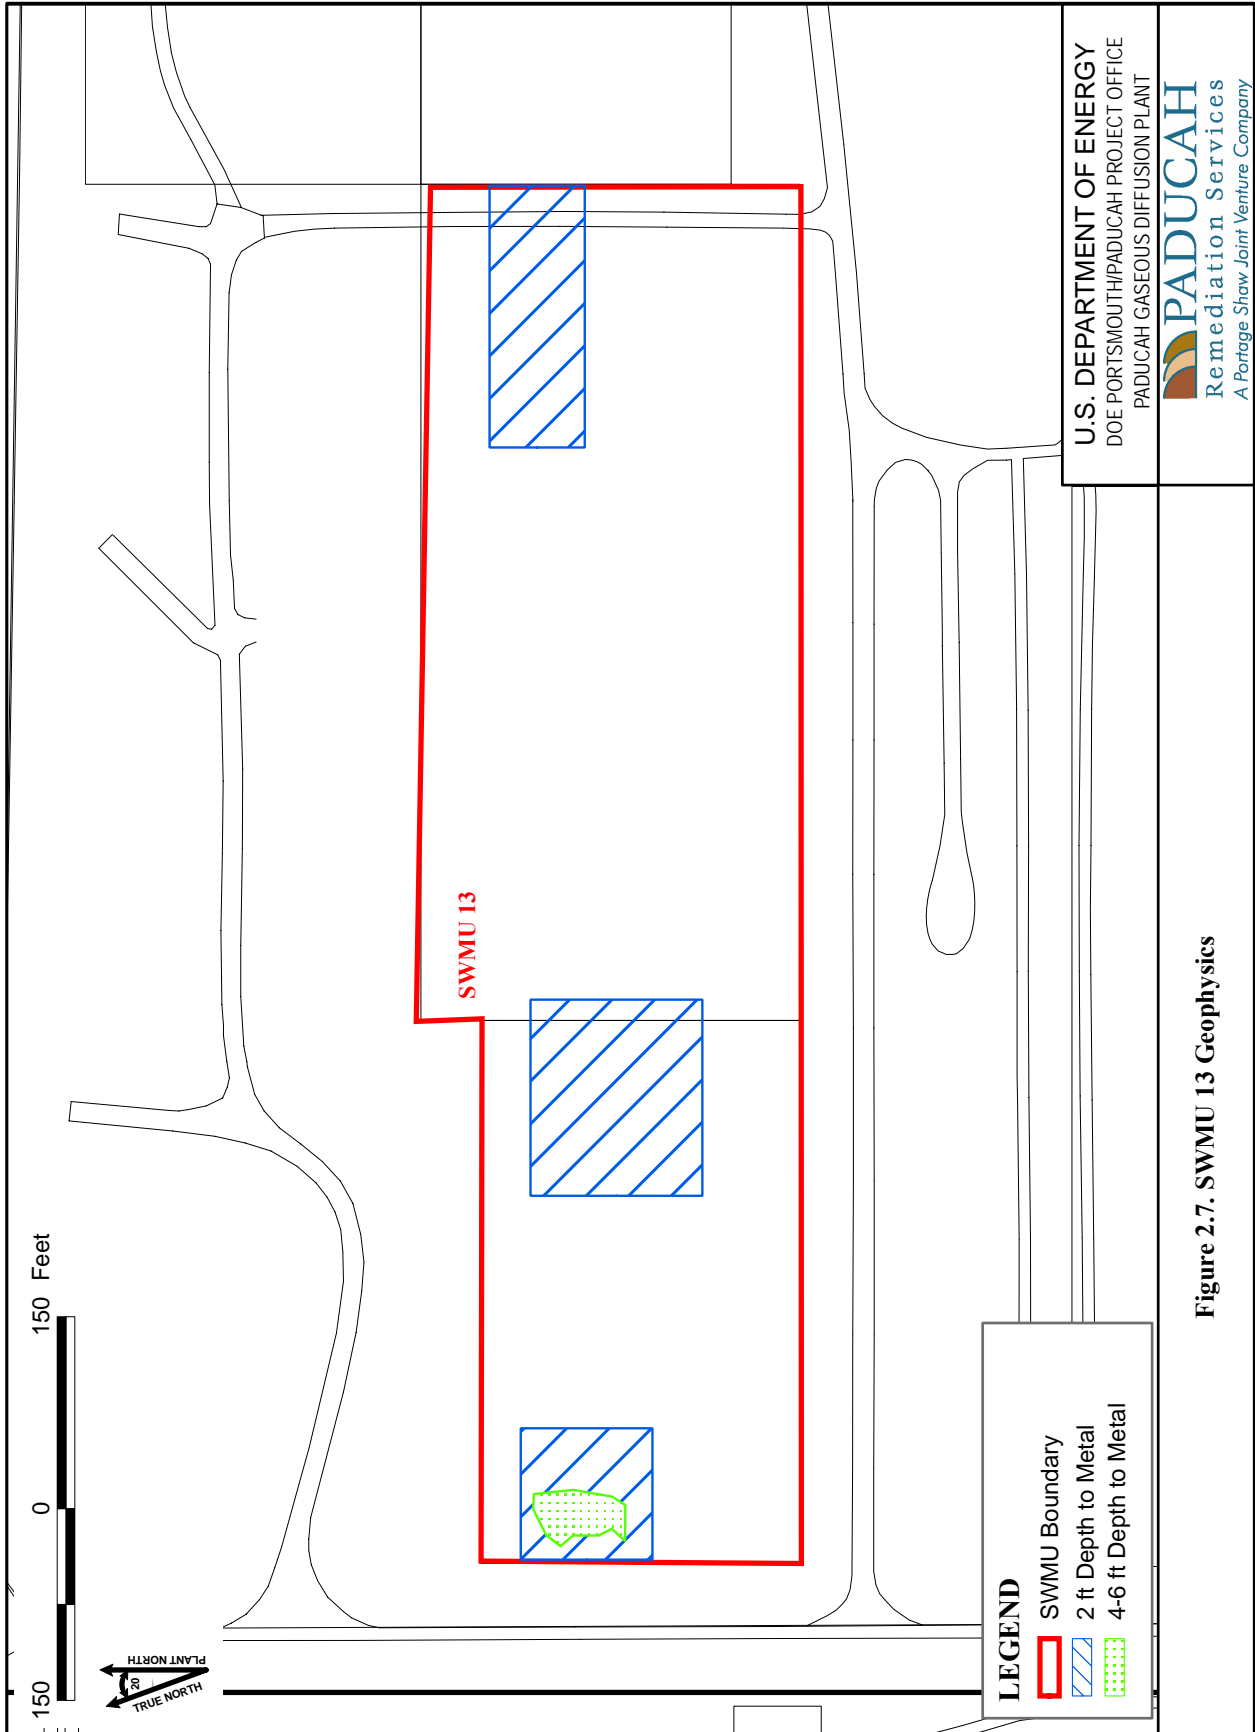 150 0 150 Feet
PLANT NORTH
20
TRUE NORTH
SWMU 13
LEGEND
SWMU Boundary
2 ft Depth to Metal
4-6 ft Depth to Metal
U.S. DEPARTMENT OF ENERGY
DOE PORTSMOUTH/PADUCAH PROJECT OFFICE
PADUCAH GASEOUS DIFFUSION PLANT
PADUCAH
Remediation Services
A Portage Shaw Joint Venture Company
Figure 2.7. SWMU 13 Geophysics